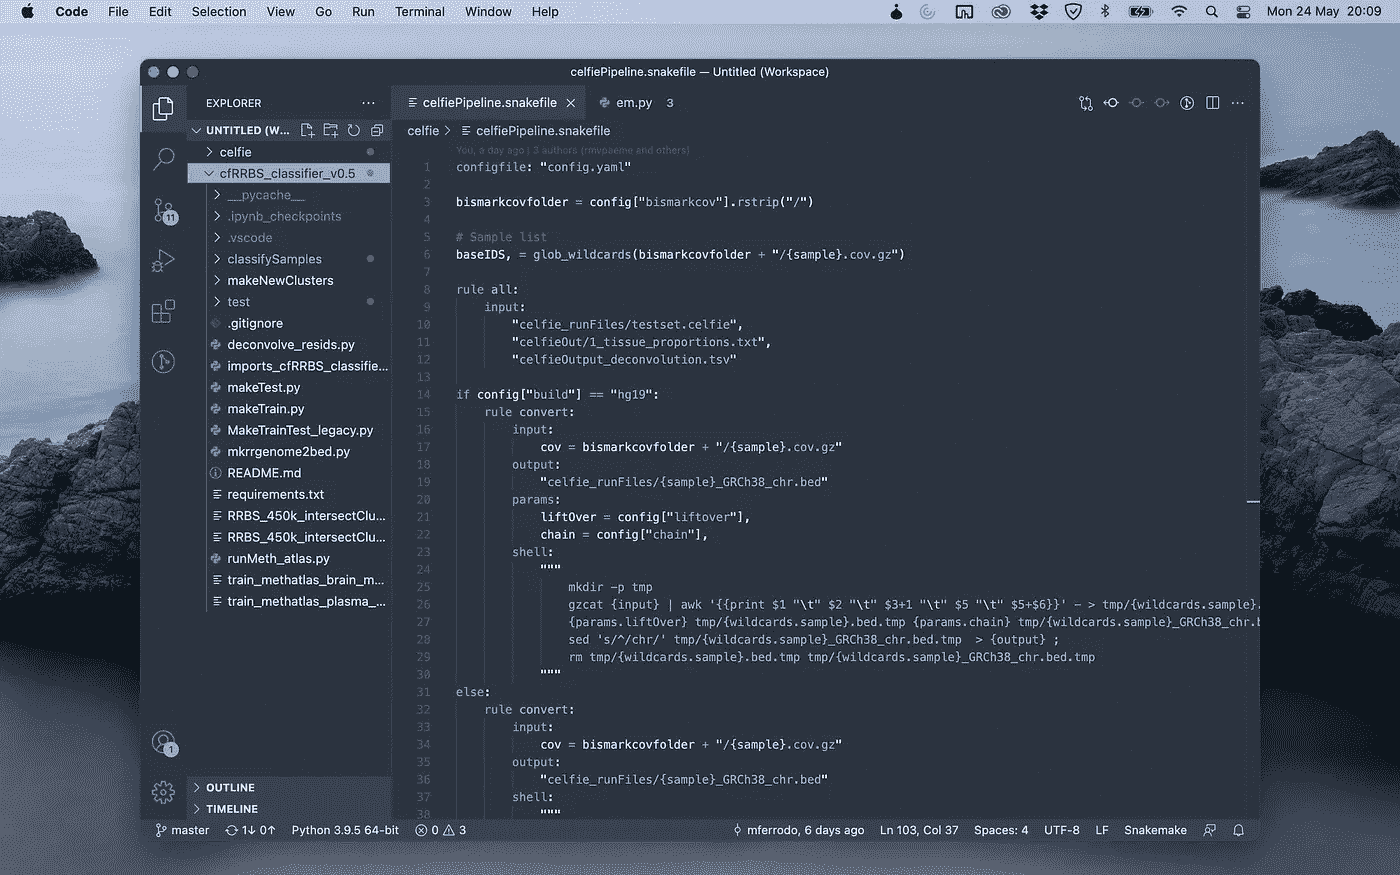 Code File Edit Selection View Go Run Terminal Window Help Mon 24 May 20:09
celfiePipeline.snakefile — Untitled (Workspace)
EXPLORER ···
UNTITLED (W...
celfie
cfRRBS_classifier_v0.5
__pycache__
.ipynb_checkpoints
.vscode
classifySamples
makeNewClusters
test
.gitignore
deconvolve_resids.py
imports_cfRRBS_classifie...
makeTest.py
makeTrain.py
MakeTrainTest_legacy.py
mkrrgenome2bed.py
README.md
requirements.txt
RRBS_450k_intersectClu...
RRBS_450k_intersectClu...
runMeth_atlas.py
train_methatlas_brain_m...
train_methatlas_plasma_...
OUTLINE
TIMELINE
11
1
celfiePipeline.snakefile em.py 3
celfie > celfiePipeline.snakefile
You, a day ago | 3 authors (rmvpaeme and others)
1 configfile: "config.yaml"
2
3 bismarkcovfolder = config["bismarkcov"].rstrip("/")
4
5 # Sample list
6 baseIDS, = glob_wildcards(bismarkcovfolder + "/{sample}.cov.gz")
7
8 rule all:
9 input:
10 "celfie_runFiles/testset.celfie",
11 "celfieOut/1_tissue_proportions.txt",
12 "celfieOutput_deconvolution.tsv"
13
14 if config["build"] == "hg19":
15 rule convert:
16 input:
17 cov = bismarkcovfolder + "/{sample}.cov.gz"
18 output:
19 "celfie_runFiles/{sample}_GRCh38_chr.bed"
20 params:
21 liftOver = config["liftover"],
22 chain = config["chain"],
23 shell:
24 """
25 mkdir -p tmp
26 gzcat {input} | awk '{{print $1 "\t" $2 "\t" $3+1 "\t" $5 "\t" $5+$6}}' - > tmp/{wildcards.sample}.
27 {params.liftOver} tmp/{wildcards.sample}.bed.tmp {params.chain} tmp/{wildcards.sample}_GRCh38_chr.b
28 sed 's/^/chr/' tmp/{wildcards.sample}_GRCh38_chr.bed.tmp > {output} ;
29 rm tmp/{wildcards.sample}.bed.tmp tmp/{wildcards.sample}_GRCh38_chr.bed.tmp
30 """
31 else:
32 rule convert:
33 input:
34 cov = bismarkcovfolder + "/{sample}.cov.gz"
35 output:
36 "celfie_runFiles/{sample}_GRCh38_chr.bed"
37 shell:
38 """
master 1↓ 0↑ Python 3.9.5 64-bit 0 3 mferrodo, 6 days ago Ln 103, Col 37 Spaces: 4 UTF-8 LF Snakemake